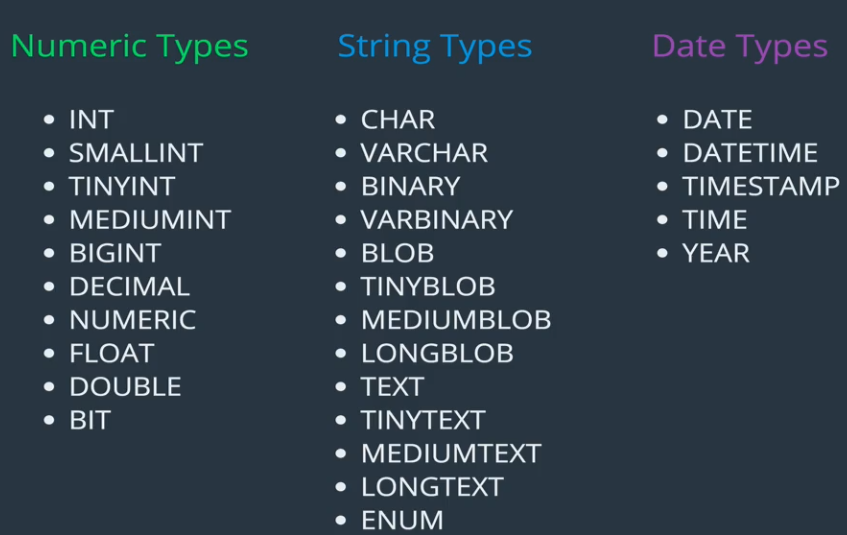 Numeric Types
• INT
• SMALLINT
• TINYINT
• MEDIUMINT
• BIGINT
• DECIMAL
• NUMERIC
• FLOAT
• DOUBLE
• BIT
String Types
• CHAR
• VARCHAR
• BINARY
• VARBINARY
• BLOB
• TINYBLOB
• MEDIUMBLOB
• LONGBLOB
• TEXT
• TINYTEXT
• MEDIUMTEXT
• LONGTEXT
• ENUM
Date Types
• DATE
• DATETIME
• TIMESTAMP
• TIME
• YEAR